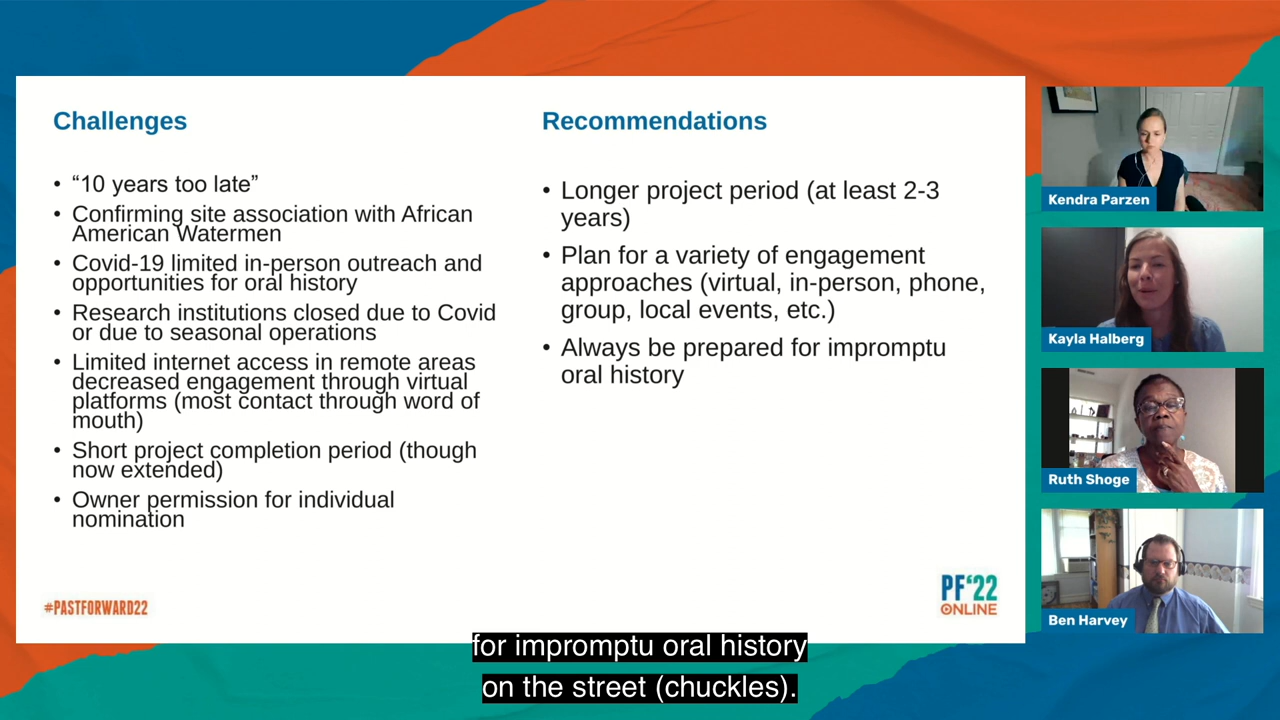 Challenges
• “10 years too late”
• Confirming site association with African
American Watermen
• Covid-19 limited in-person outreach and
opportunities for oral history
• Research institutions closed due to Covid
or due to seasonal operations
• Limited internet access in remote areas
decreased engagement through virtual
platforms (most contact through word of
mouth)
• Short project completion period (though
now extended)
• Owner permission for individual
nomination
Recommendations
• Longer project period (at least 2-3
years)
• Plan for a variety of engagement
approaches (virtual, in-person, phone,
group, local events, etc.)
• Always be prepared for impromptu
oral history
#PASTFORWARD22
PF‘22
ONLINE
Kendra Parzen
Kayla Halberg
Ruth Shoge
Ben Harvey
for impromptu oral history
on the street (chuckles).